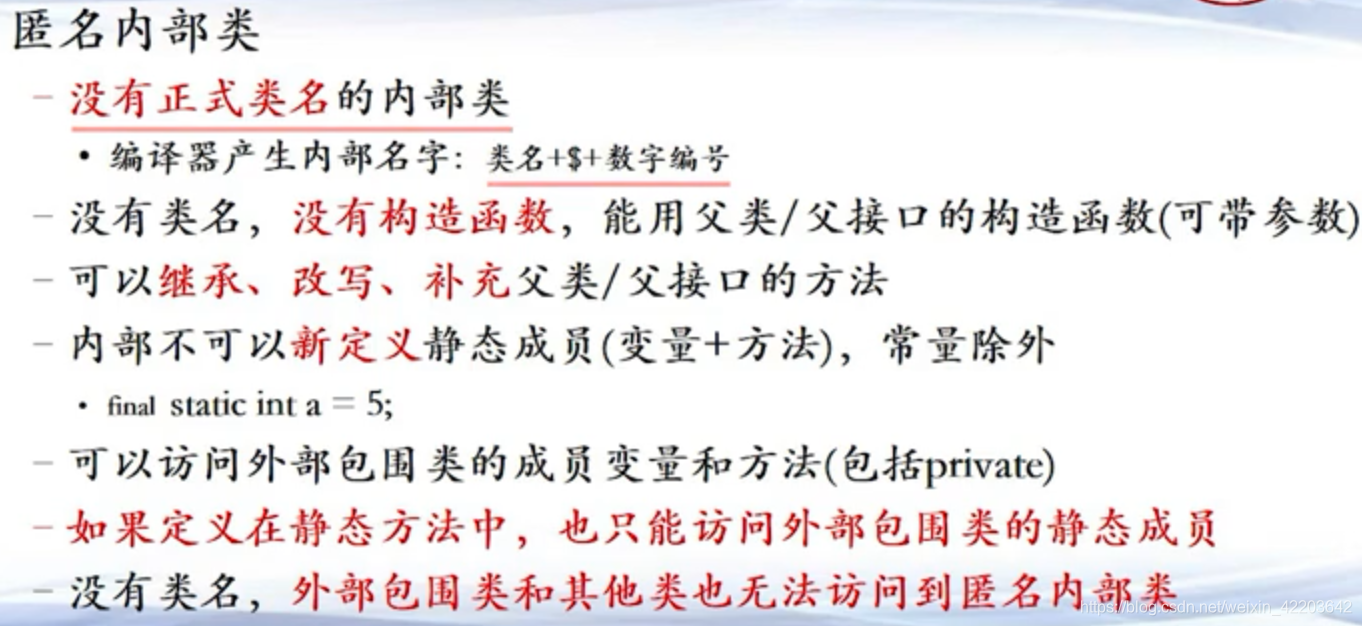 匿名内部类
– 没有正式类名的内部类
• 编译器产生内部名字：类名+$+数字编号
– 没有类名，没有构造函数，能用父类/父接口的构造函数(可带参数)
– 可以继承、改写、补充父类/父接口的方法
– 内部不可以新定义静态成员(变量+方法)，常量除外
• final static int a = 5;
– 可以访问外部包围类的成员变量和方法(包括private)
– 如果定义在静态方法中，也只能访问外部包围类的静态成员
– 没有类名，外部包围类和其他类也无法访问到匿名内部类
https://blog.csdn.net/weixin_42203642